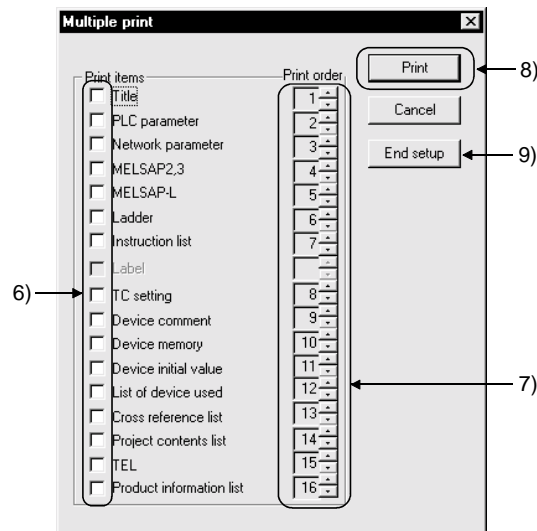 Multiple print
Print items Print order
Print
8)
Title 1
Cancel
PLC parameter 2
Network parameter 3
End setup
9)
MELSAP2,3 4
MELSAP-L 5
Ladder 6
Instruction list 7
Label
6)
TC setting 8
Device comment 9
Device memory 10
Device initial value 11
List of device used 12
7)
Cross reference list 13
Project contents list 14
TEL 15
Product information list 16